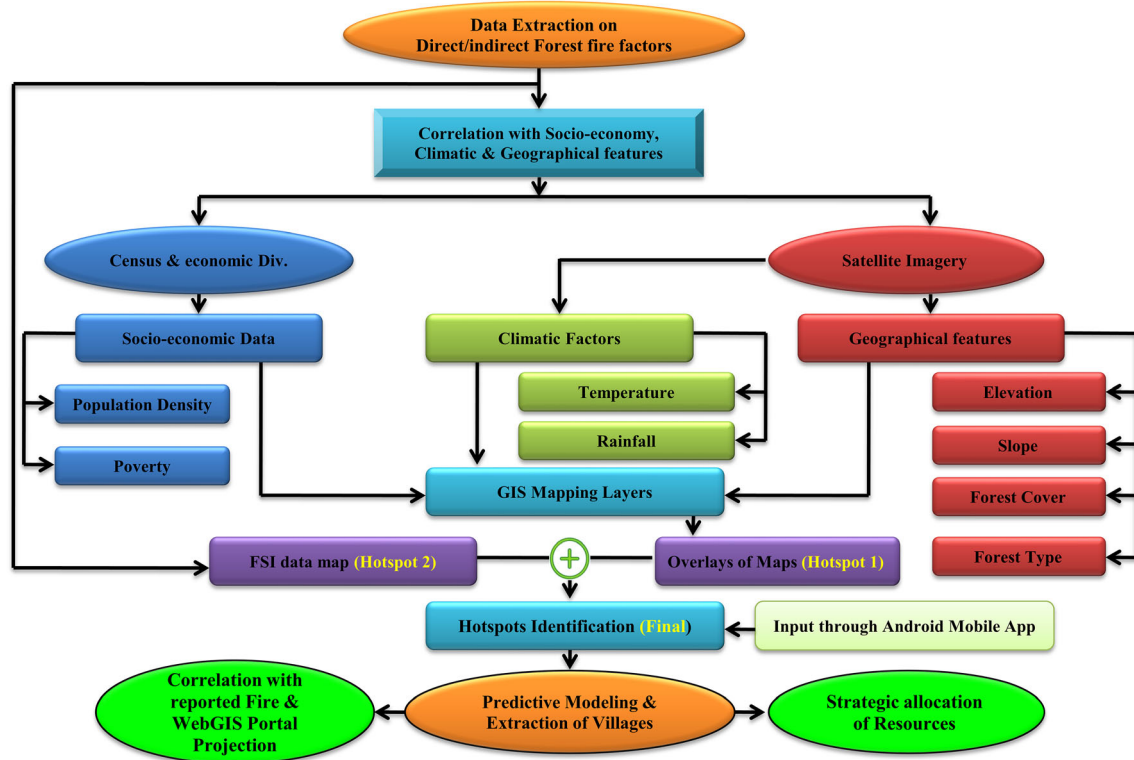 Data Extraction on
Direct/indirect Forest fire factors
Correlation with Socio-economy,
Climatic & Geographical features
Census & economic Div.
Satellite Imagery
Socio-economic Data
Climatic Factors
Geographical features
Population Density
Temperature
Elevation
Poverty
Rainfall
Slope
GIS Mapping Layers
Forest Cover
FSI data map (Hotspot 2)
Overlays of Maps (Hotspot 1)
Forest Type
Hotspots Identification (Final)
Input through Android Mobile App
Correlation with
reported Fire &
WebGIS Portal
Projection
Predictive Modeling &
Extraction of Villages
Strategic allocation
of Resources